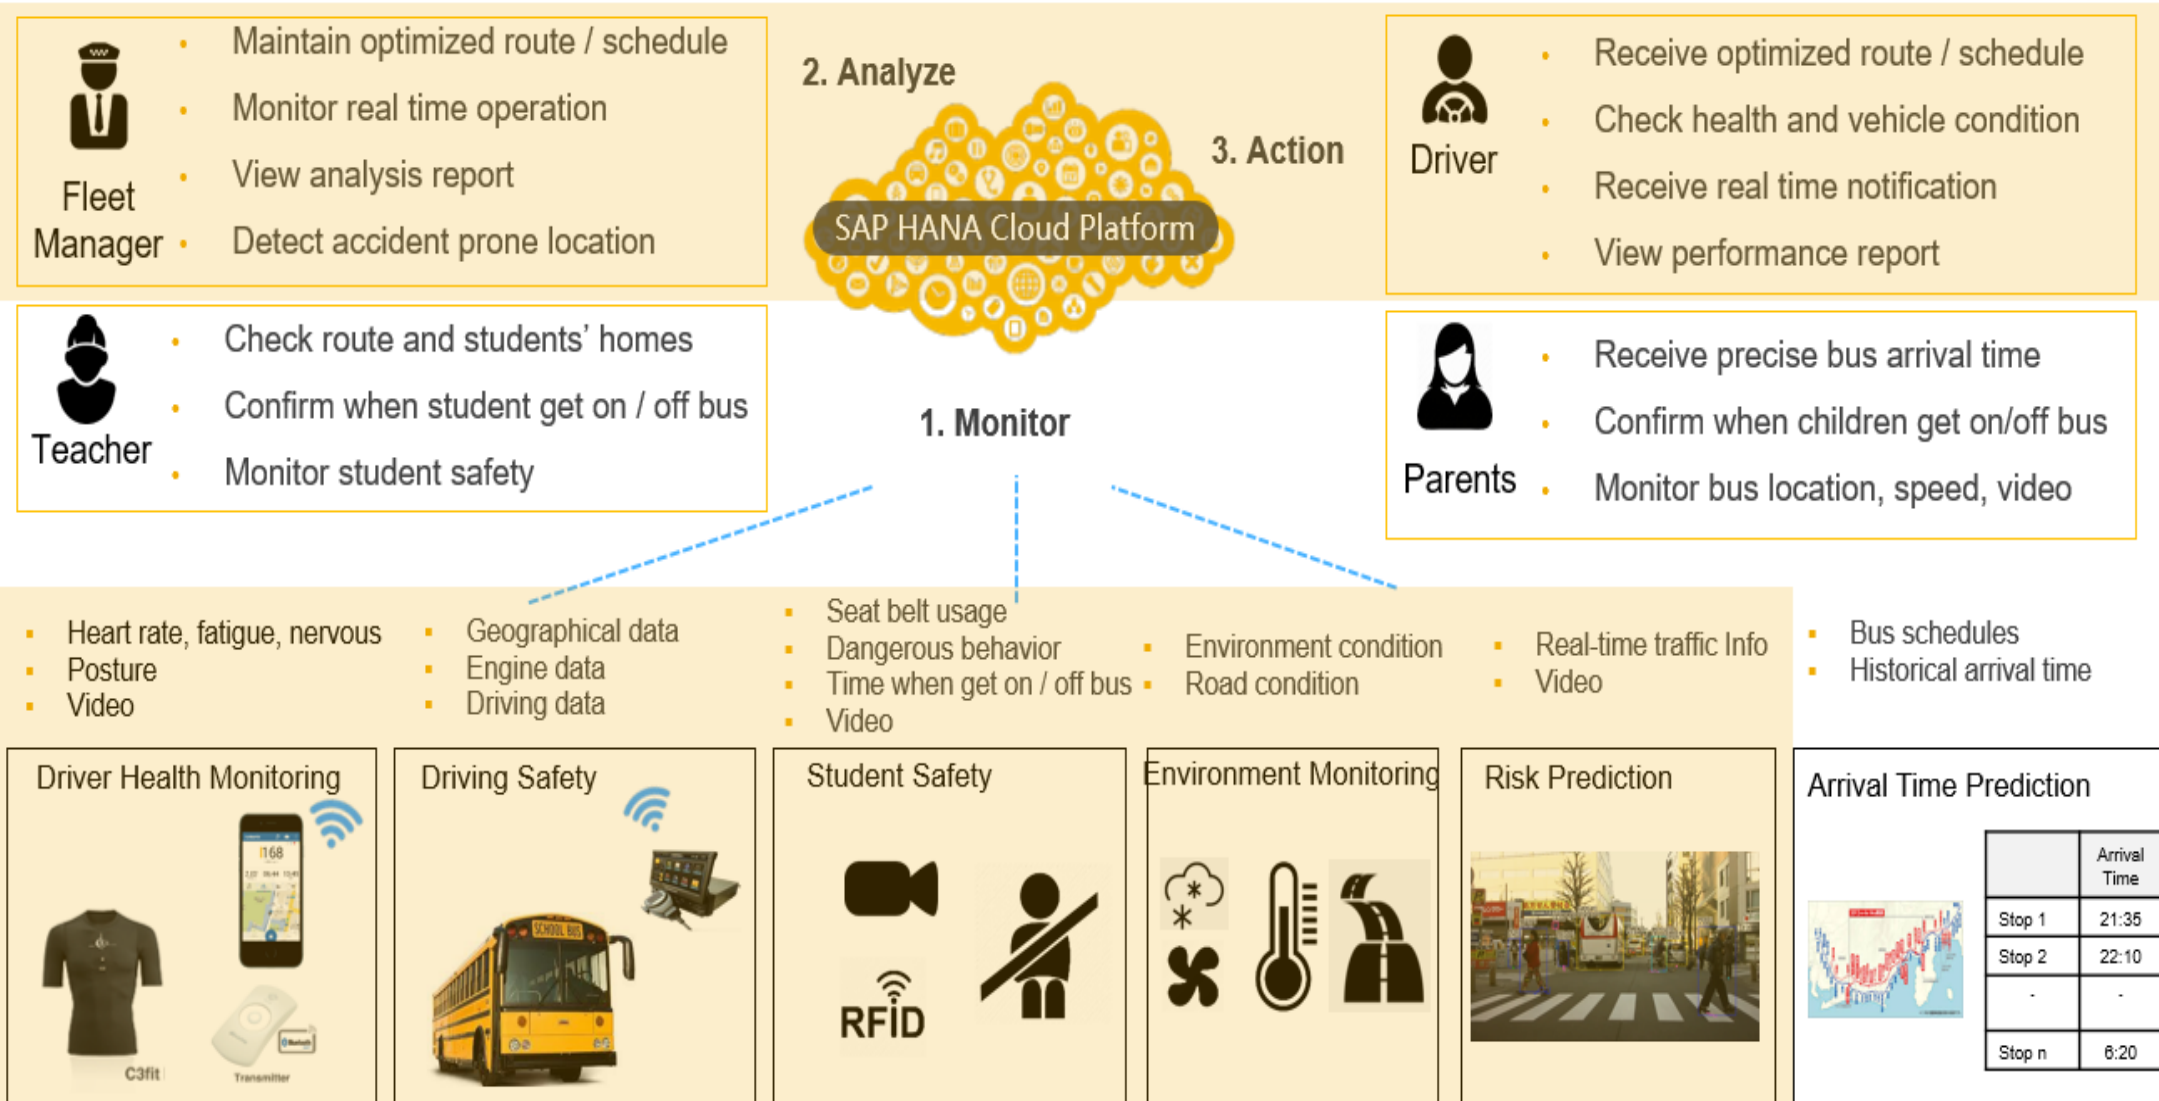 Maintain optimized route / schedule
Monitor real time operation
View analysis report
Detect accident prone location
Fleet
Manager
2. Analyze
3. Action
SAP HANA Cloud Platform
1. Monitor
Driver
Receive optimized route / schedule
Check health and vehicle condition
Receive real time notification
View performance report
Teacher
Check route and students’ homes
Confirm when student get on / off bus
Monitor student safety
Parents
Receive precise bus arrival time
Confirm when children get on/off bus
Monitor bus location, speed, video
Heart rate, fatigue, nervous
Posture
Video
Geographical data
Engine data
Driving data
Seat belt usage
Dangerous behavior
Time when get on / off bus
Video
Environment condition
Road condition
Real-time traffic Info
Video
Bus schedules
Historical arrival time
Driver Health Monitoring
168
C3fit
Transmitter
Bluetooth
Driving Safety
SCHOOL BUS
Student Safety
RFID
Environment Monitoring
Risk Prediction
Arrival Time Prediction
Arrival
Time
Stop 1 21:35
Stop 2 22:10
- -
Stop n 6:20